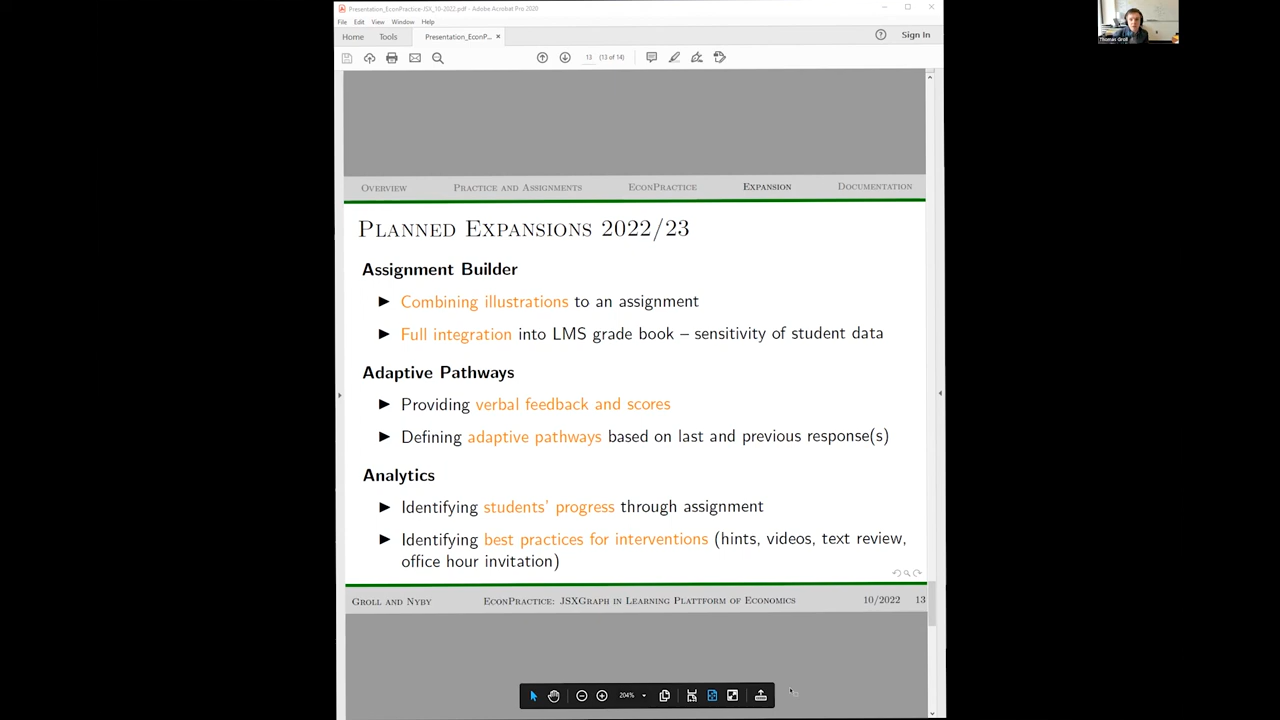 Presentation_EconPractice-JSX_10-2022.pdf - Adobe Acrobat Pro 2020
File Edit View Window Help
Home Tools Presentation_EconP... ×
Sign In
13 (13 of 14)
Overview Practice and Assignments EconPractice Expansion Documentation
Planned Expansions 2022/23
Assignment Builder
► Combining illustrations to an assignment
► Full integration into LMS grade book – sensitivity of student data
Adaptive Pathways
► Providing verbal feedback and scores
► Defining adaptive pathways based on last and previous response(s)
Analytics
► Identifying students' progress through assignment
► Identifying best practices for interventions (hints, videos, text review,
office hour invitation)
Groll and Nyby EconPractice: JSXGraph in Learning Plattform of Economics 10/2022 13
204%
Thomas Groll